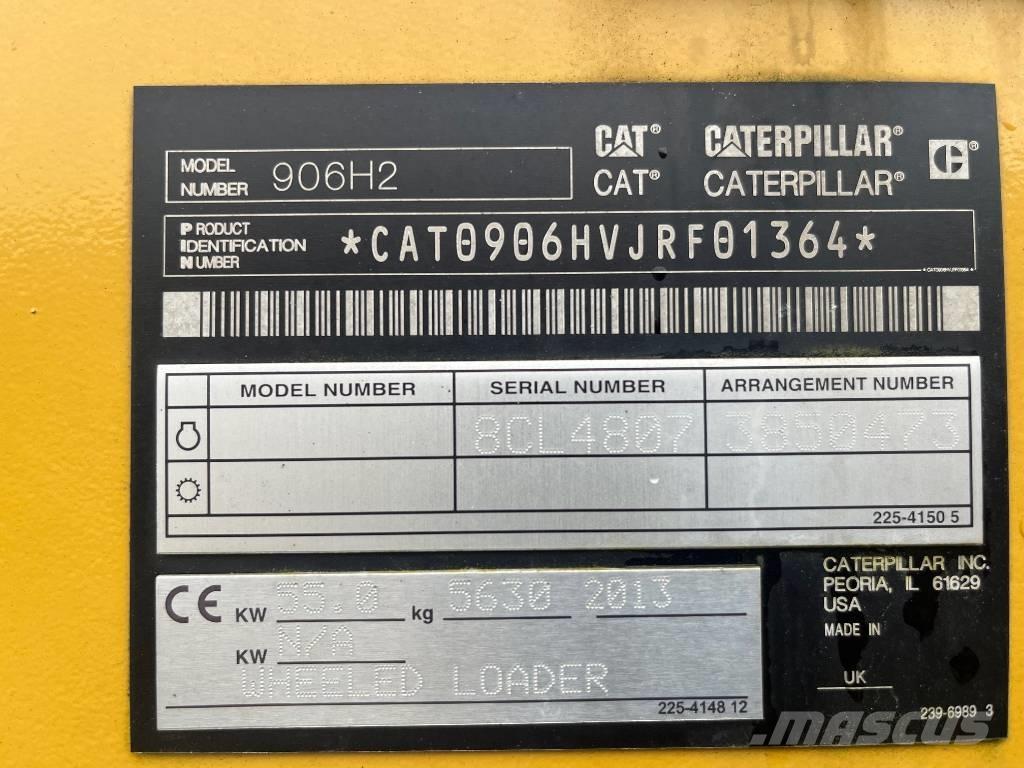 CAT® CATERPILLAR®
CAT® CATERPILLAR®
MODEL NUMBER 906H2
PRODUCT IDENTIFICATION NUMBER *CAT0906HVJRF01364*
*CAT0906HVJRF01364*
MODEL NUMBER SERIAL NUMBER ARRANGEMENT NUMBER
8CL4807 3850473
225-4150 5
CE KW 55.0 kg 5630 2013
KW N/A
WHEELED LOADER
225-4148 12
CATERPILLAR INC.
PEORIA, IL 61629
USA
MADE IN
UK
239-6989 3
MASCUS